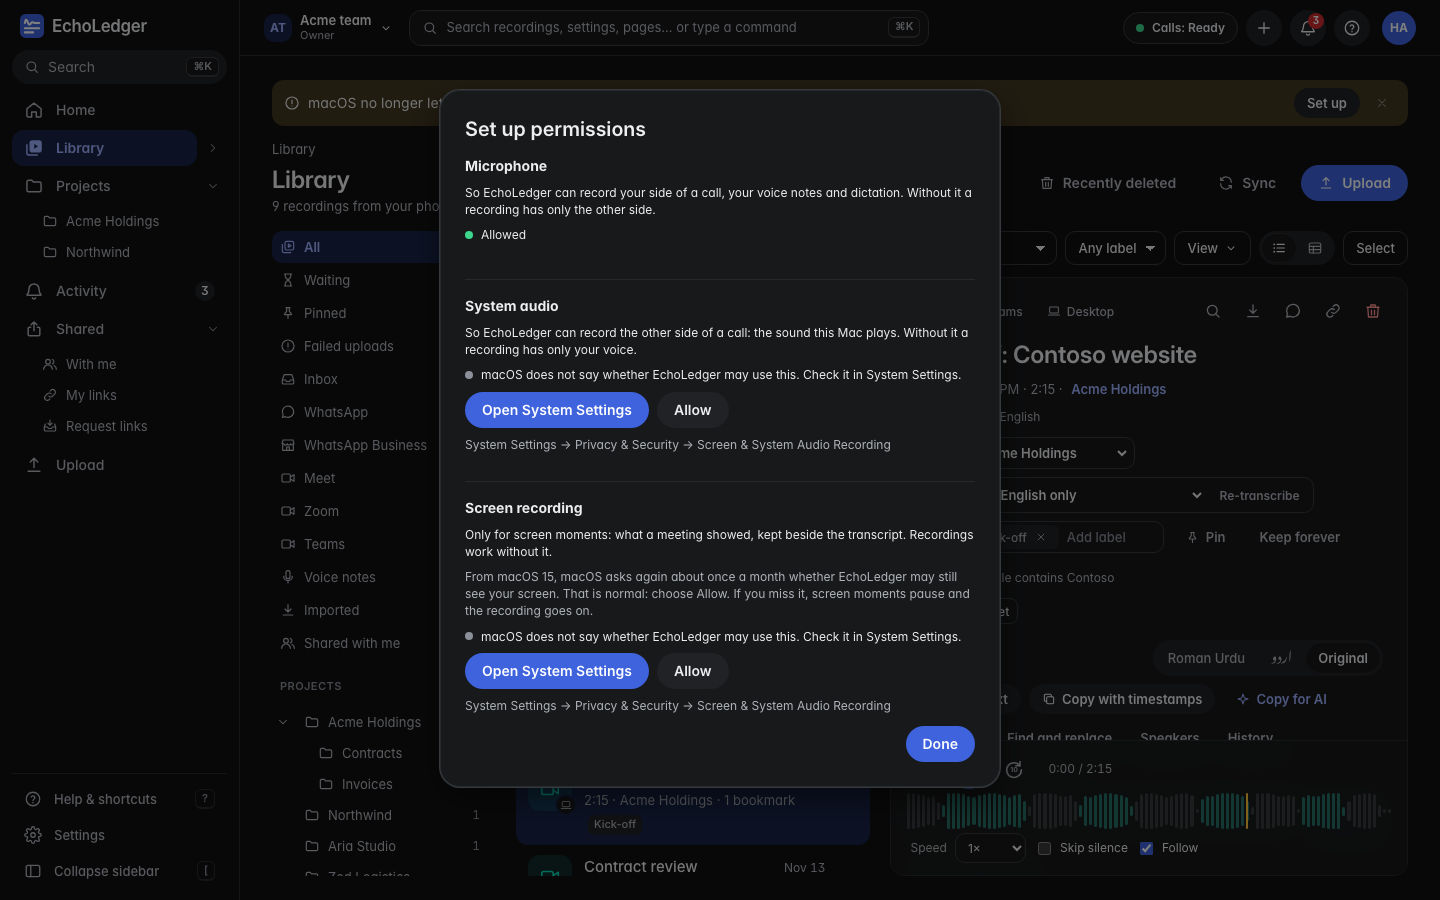 EchoLedger
Search ⌘K
Home
Library
Projects
Acme Holdings
Northwind
Activity 3
Shared
With me
My links
Request links
Upload
Help & shortcuts ?
Settings
Collapse sidebar [
AT Acme team
Owner
Search recordings, settings, pages... or type a command ⌘K
Calls: Ready
3
HA
macOS no longer let
Set up
Library
Library
9 recordings from your pho
Recently deleted
Sync
Upload
All
Waiting
Pinned
Failed uploads
Inbox
WhatsApp
WhatsApp Business
Meet
Zoom
Teams
Voice notes
Imported
Shared with me
PROJECTS
Acme Holdings
Contracts
Invoices
Northwind 1
Aria Studio 1
Set up permissions
Microphone
So EchoLedger can record your side of a call, your voice notes and dictation. Without it a
recording has only the other side.
Allowed
System audio
So EchoLedger can record the other side of a call: the sound this Mac plays. Without it a
recording has only your voice.
macOS does not say whether EchoLedger may use this. Check it in System Settings.
Open System Settings Allow
System Settings → Privacy & Security → Screen & System Audio Recording
Screen recording
Only for screen moments: what a meeting showed, kept beside the transcript. Recordings
work without it.
From macOS 15, macOS asks again about once a month whether EchoLedger may still
see your screen. That is normal: choose Allow. If you miss it, screen moments pause and
the recording goes on.
macOS does not say whether EchoLedger may use this. Check it in System Settings.
Open System Settings Allow
System Settings → Privacy & Security → Screen & System Audio Recording
Done
2:15 · Acme Holdings · 1 bookmark
Kick-off
Contract review Nov 13
Any label
View
Select
ams Desktop
: Contoso website
PM · 2:15 · Acme Holdings
English
me Holdings
English only Re-transcribe
k-off × Add label Pin Keep forever
le contains Contoso
et
Roman Urdu اردو Original
xt Copy with timestamps Copy for AI
Find and replace Speakers History
10 0:00 / 2:15
Speed 1× Skip silence Follow